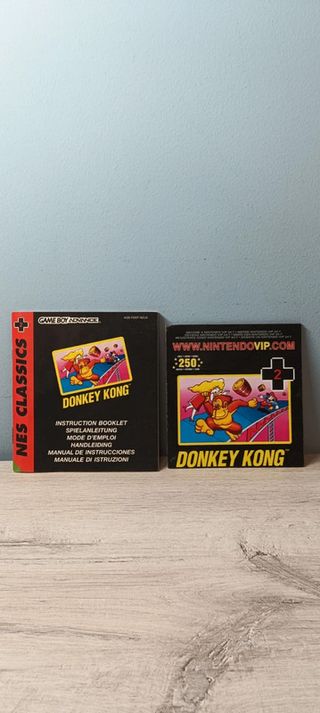 NES CLASSICS
GAME BOY ADVANCE
DONKEY KONG
INSTRUCTION BOOKLET
SPIELANLEITUNG
MODE D'EMPLOI
HANDLEIDING
MANUAL DE INSTRUCCIONES
MANUALE DI ISTRUZIONI
WWW.NINTENDOVIP.COM
250
2
DONKEY KONG